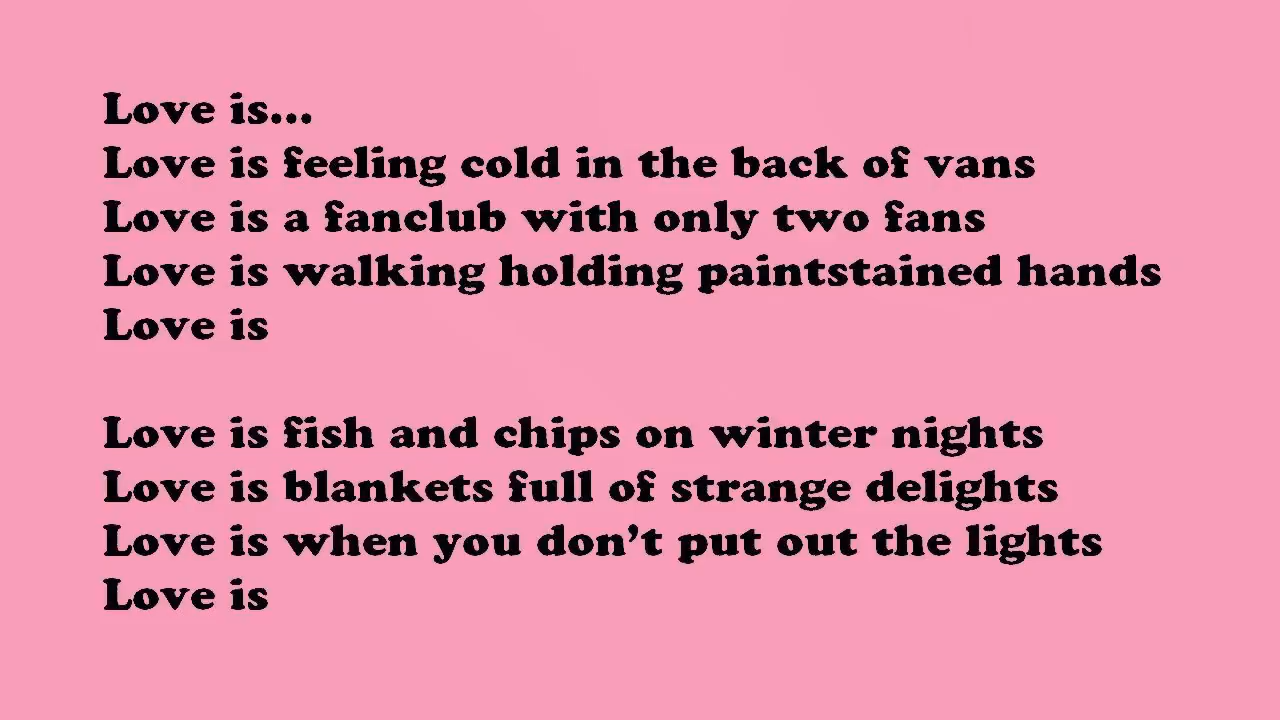 Love is...
Love is feeling cold in the back of vans
Love is a fanclub with only two fans
Love is walking holding paintstained hands
Love is
Love is fish and chips on winter nights
Love is blankets full of strange delights
Love is when you don’t put out the lights
Love is